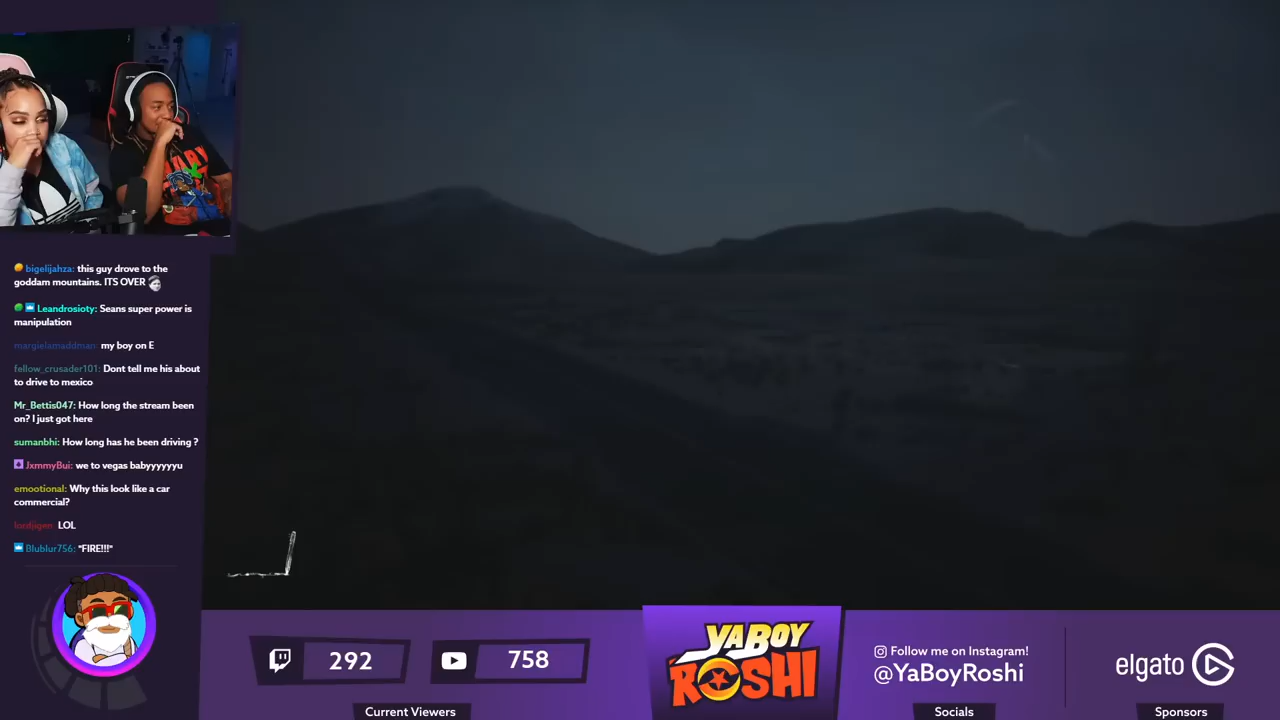 bigelijahza: this guy drove to the
goddam mountains. ITS OVER
Leandrosioty: Seans super power is
manipulation
margielamaddman: my boy on E
fellow_crusader101: Dont tell me his about
to drive to mexico
Mr_Bettis047: How long the stream been
on? I just got here
sumanbhi: How long has he been driving ?
JxmmyBui: we to vegas babyyyyyyu
emootional: Why this look like a car
commercial?
lordjigen: LOL
Blublur756: "FIRE!!!"
292
758
Current Viewers
YABOY
ROSHI
Follow me on Instagram!
@YaBoyRoshi
Socials
elgato
Sponsors